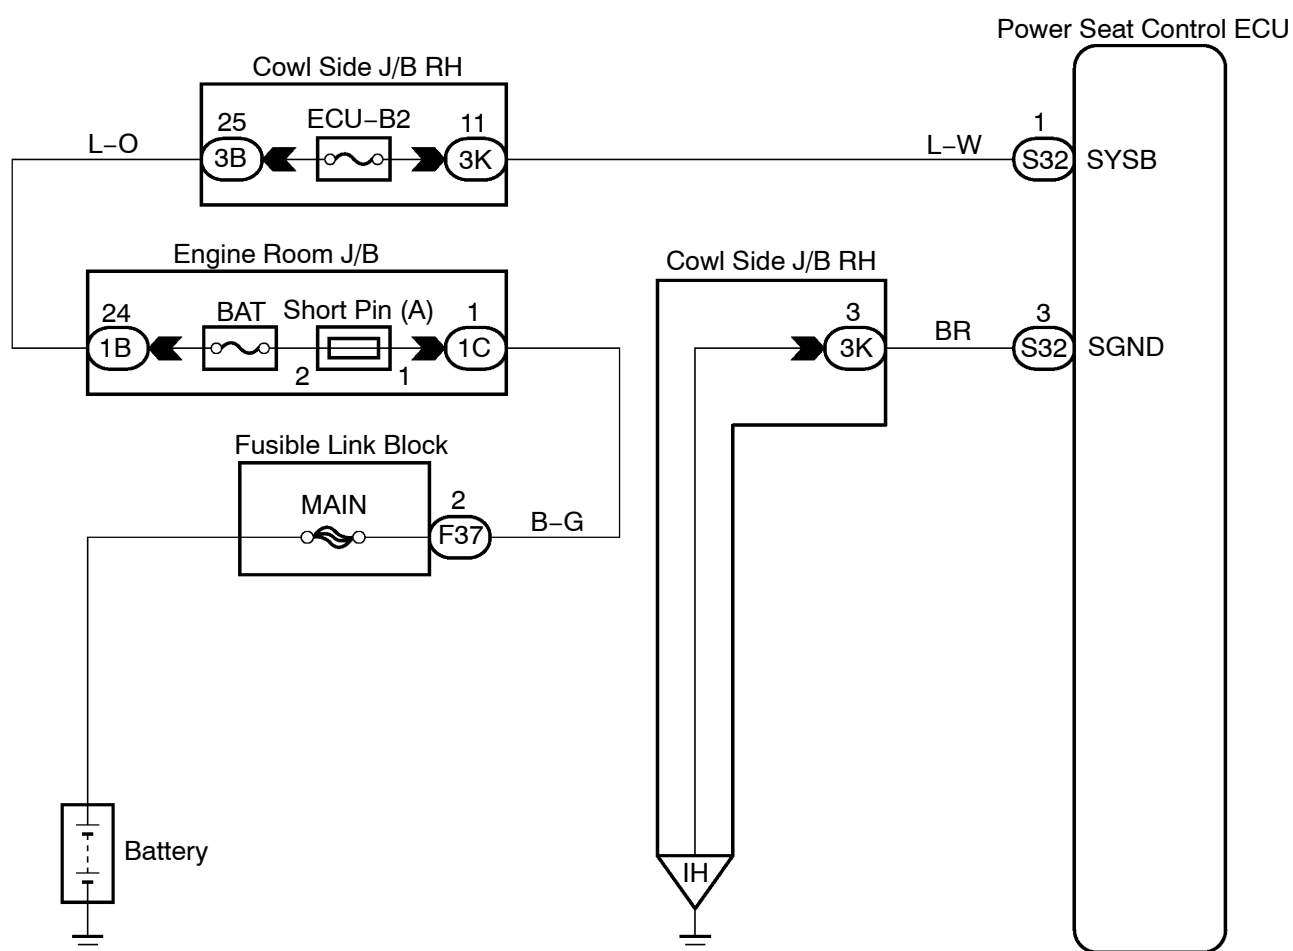 Power Seat Control ECU
Cowl Side J/B RH
25 ECU–B2 11 1
L–O 3B 3K L–W S32 SYSB
Engine Room J/B
Cowl Side J/B RH
24 BAT Short Pin (A) 1 3 3
1B 1C 3K BR S32 SGND
2 1
Fusible Link Block
MAIN 2
F37 B–G
Battery
IH